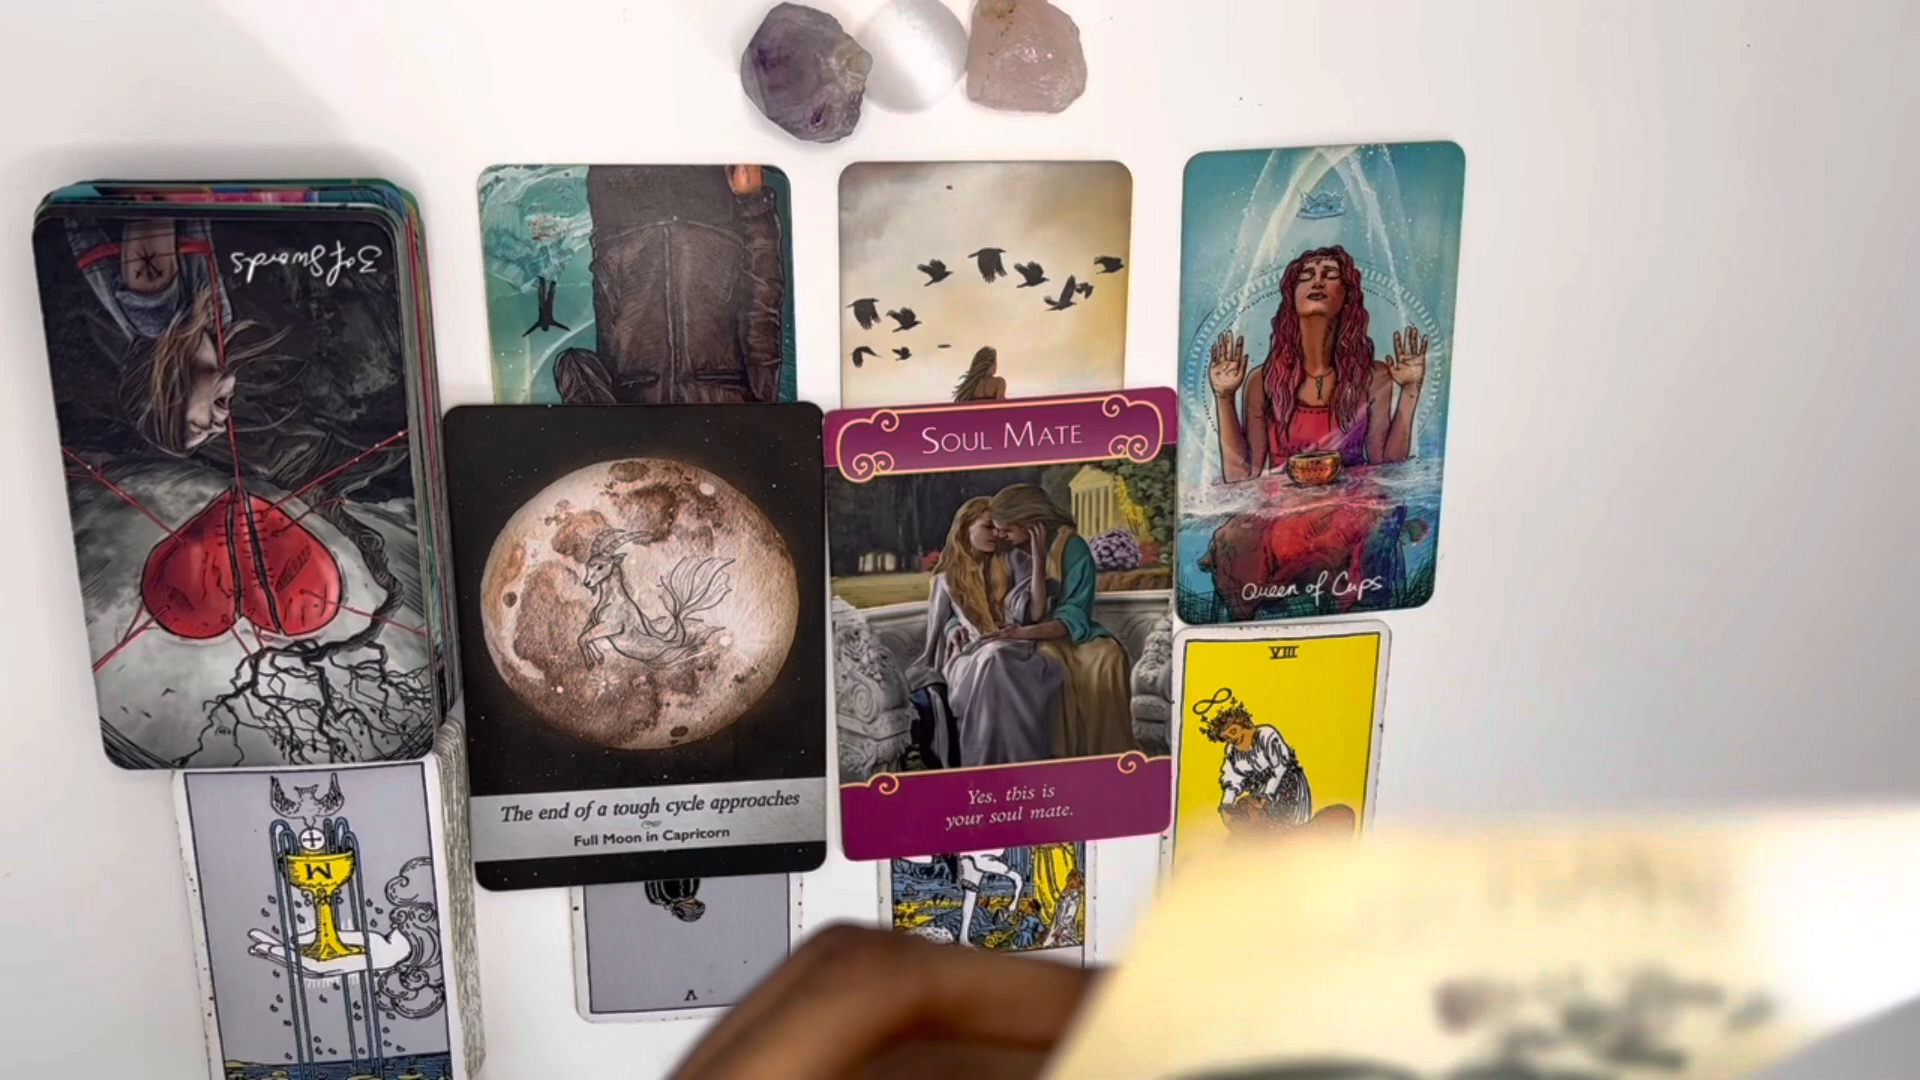 3 of Swords
SOUL MATE
Queen of Cups
VIII
The end of a tough cycle approaches
Full Moon in Capricorn
Yes, this is
your soul mate.
M
V